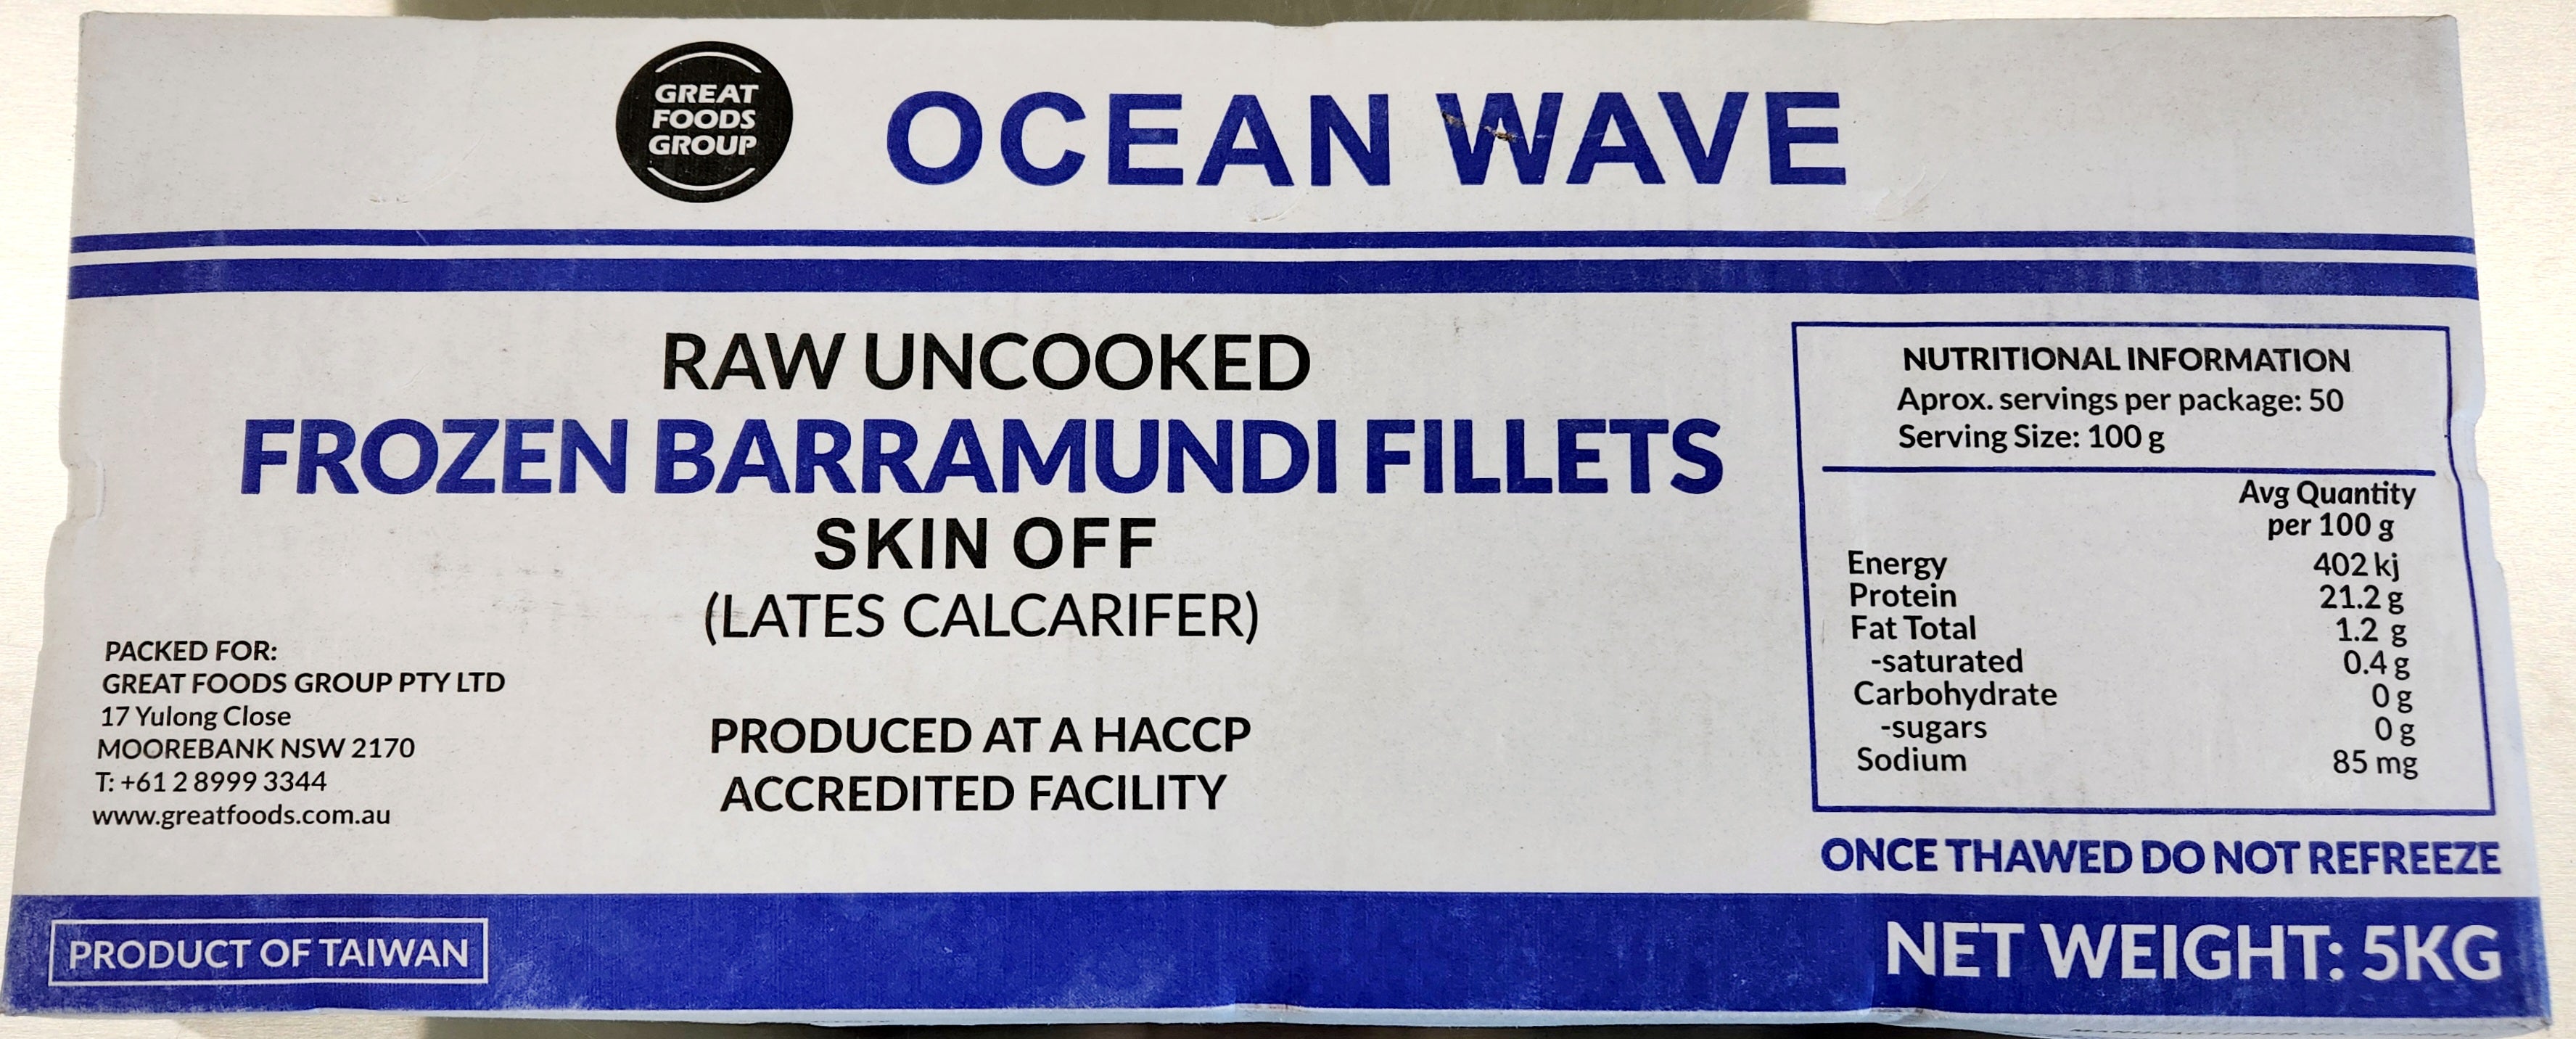 GREAT
FOODS
GROUP
OCEAN WAVE
RAW UNCOOKED
FROZEN BARRAMUNDI FILLETS
SKIN OFF
(LATES CALCARIFER)
PRODUCED AT A HACCP
ACCREDITED FACILITY
PACKED FOR:
GREAT FOODS GROUP PTY LTD
17 Yulong Close
MOOREBANK NSW 2170
T: +61 2 8999 3344
www.greatfoods.com.au
NUTRITIONAL INFORMATION
Aprox. servings per package: 50
Serving Size: 100 g
Avg Quantity
per 100 g
Energy 402 kj
Protein 21.2 g
Fat Total 1.2 g
-saturated 0.4 g
Carbohydrate 0 g
-sugars 0 g
Sodium 85 mg
ONCE THAWED DO NOT REFREEZE
PRODUCT OF TAIWAN
NET WEIGHT: 5KG